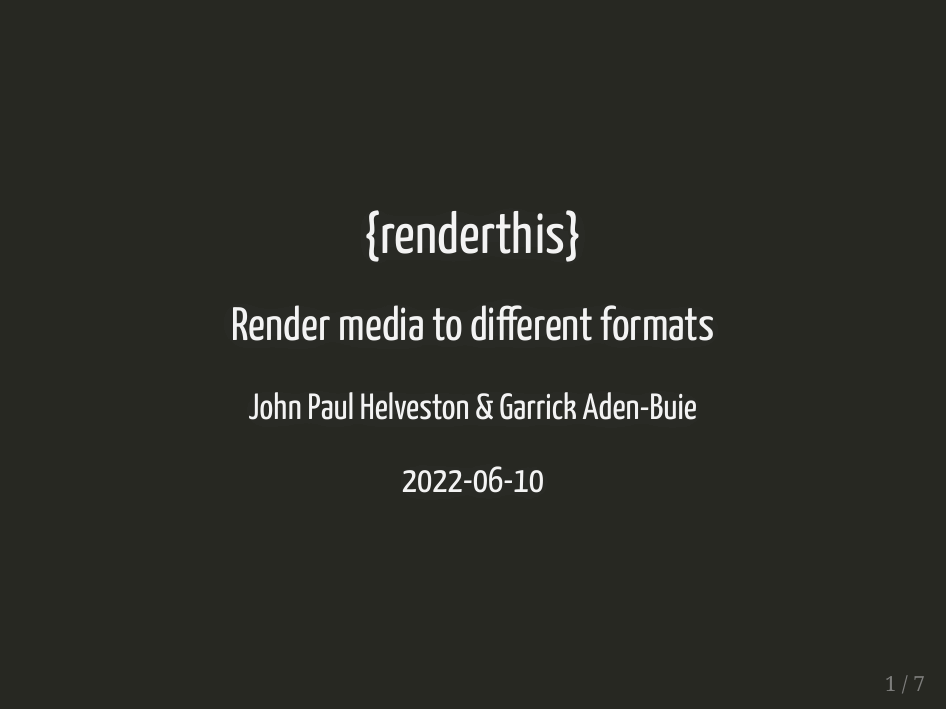 {renderthis}
Render media to different formats
John Paul Helveston & Garrick Aden-Buie
2022-06-10
1 / 7